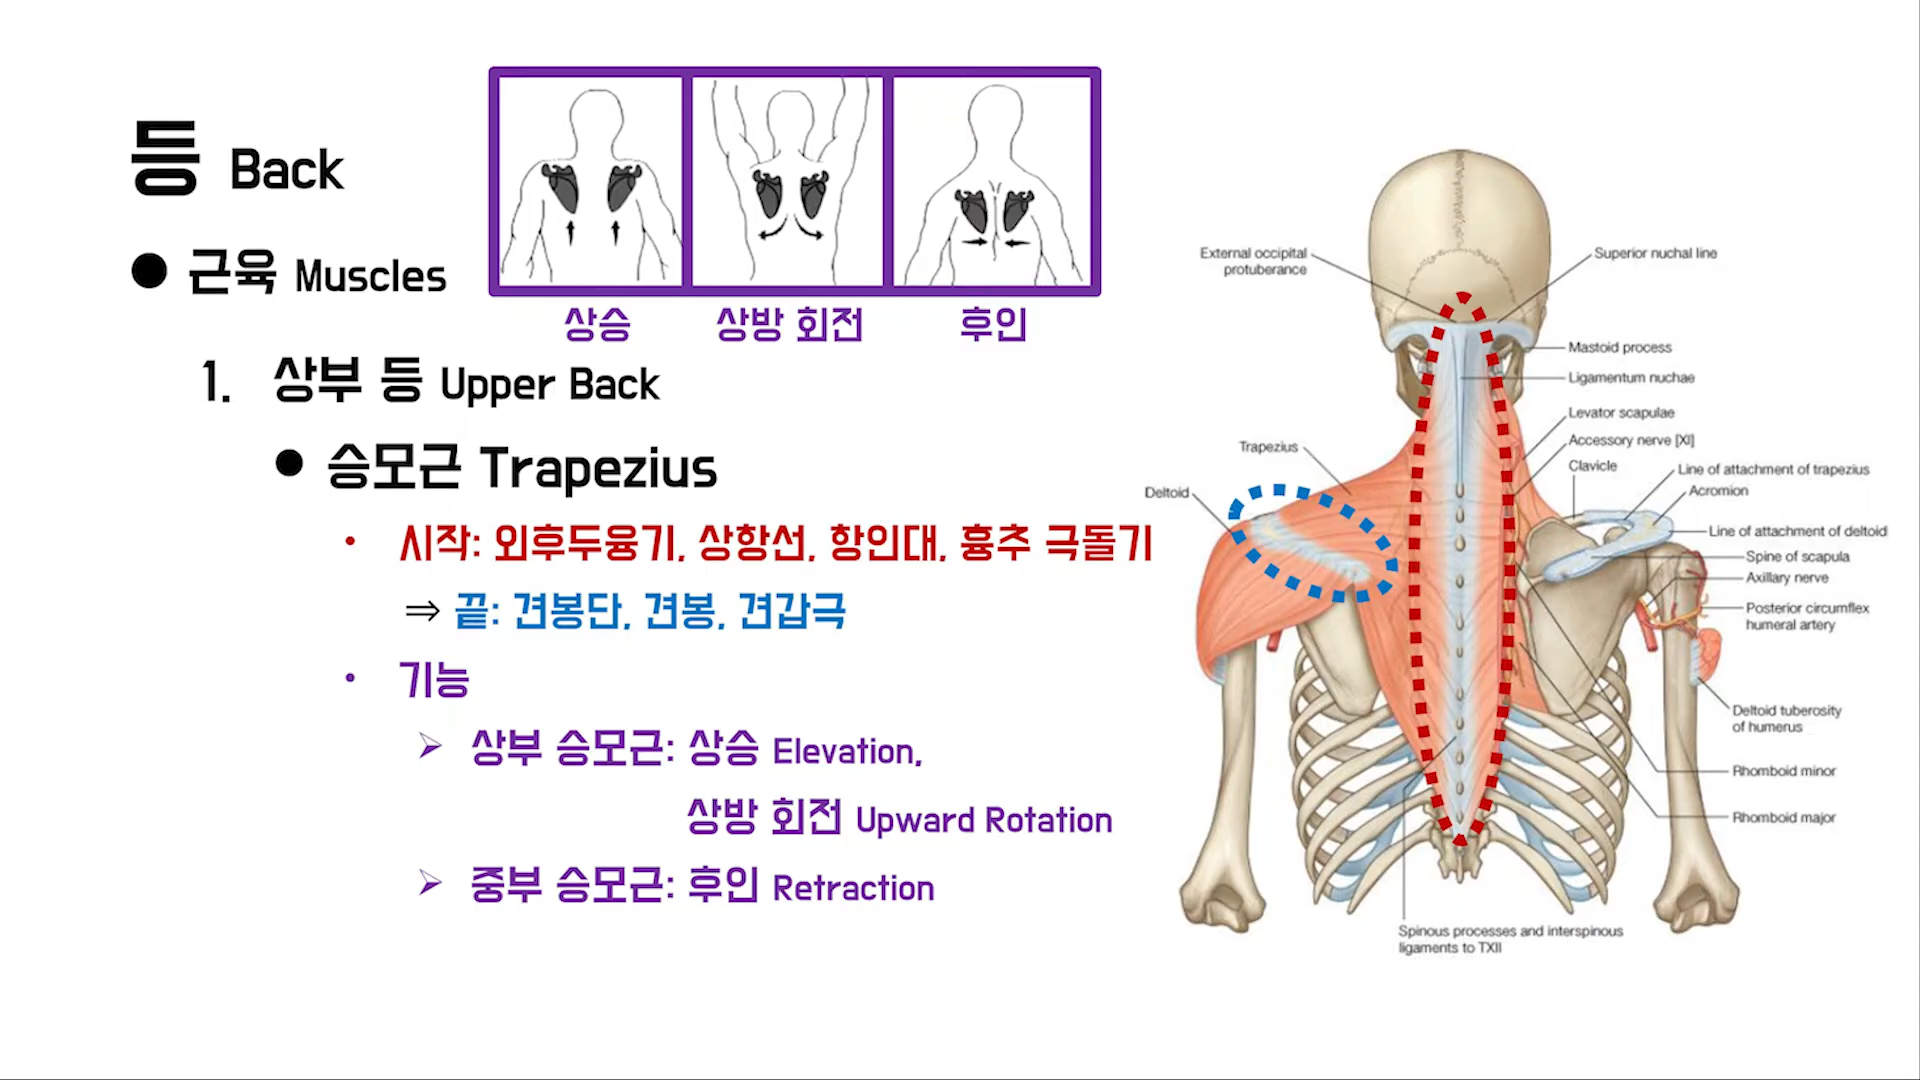 등 Back
상승
상방 회전
후인
● 근육 Muscles
1. 상부 등 Upper Back
● 승모근 Trapezius
• 시작: 외후두융기, 상항선, 항인대, 흉추 극돌기
⇒ 끝: 견봉단, 견봉, 견갑극
• 기능
➢ 상부 승모근: 상승 Elevation,
상방 회전 Upward Rotation
➢ 중부 승모근: 후인 Retraction
External occipital
protuberance
Superior nuchal line
Mastoid process
Ligamentum nuchae
Levator scapulae
Accessory nerve [XI]
Clavicle
Line of attachment of trapezius
Acromion
Line of attachment of deltoid
Spine of scapula
Axillary nerve
Posterior circumflex
humeral artery
Trapezius
Deltoid
Deltoid tuberosity
of humerus
Rhomboid minor
Rhomboid major
Spinous processes and interspinous
ligaments to TXII